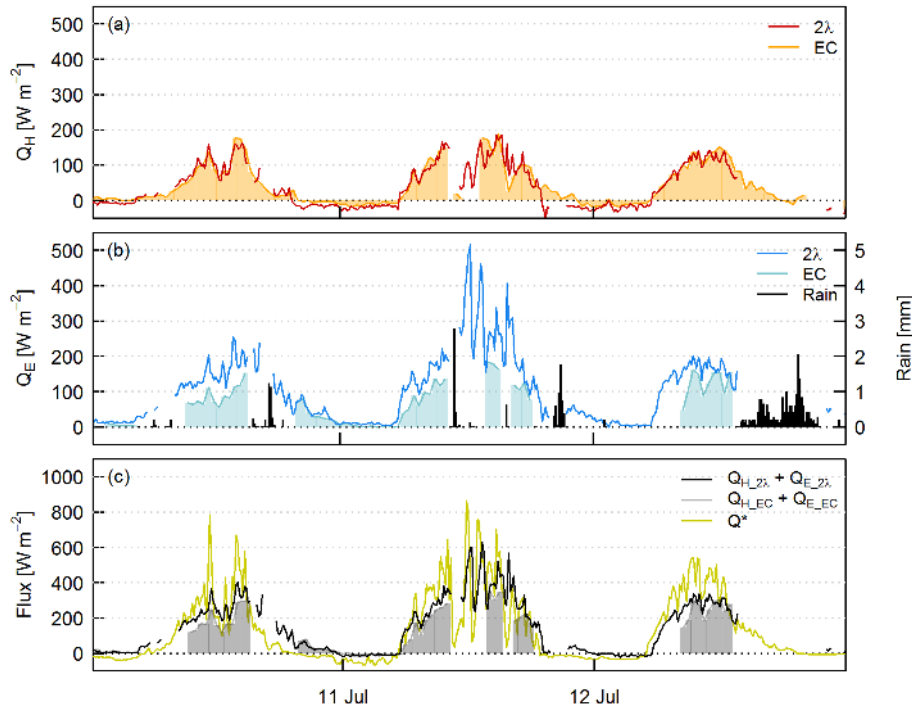 (a)
2λ
EC
500
400
300
200
100
0
Q_H [W m⁻²]
(b)
2λ
EC
Rain
500
400
300
200
100
0
Q_E [W m⁻²]
5
4
3
2
1
0
Rain [mm]
(c)
Q_H_2λ + Q_E_2λ
Q_H_EC + Q_E_EC
Q*
1000
800
600
400
200
0
Flux [W m⁻²]
11 Jul
12 Jul